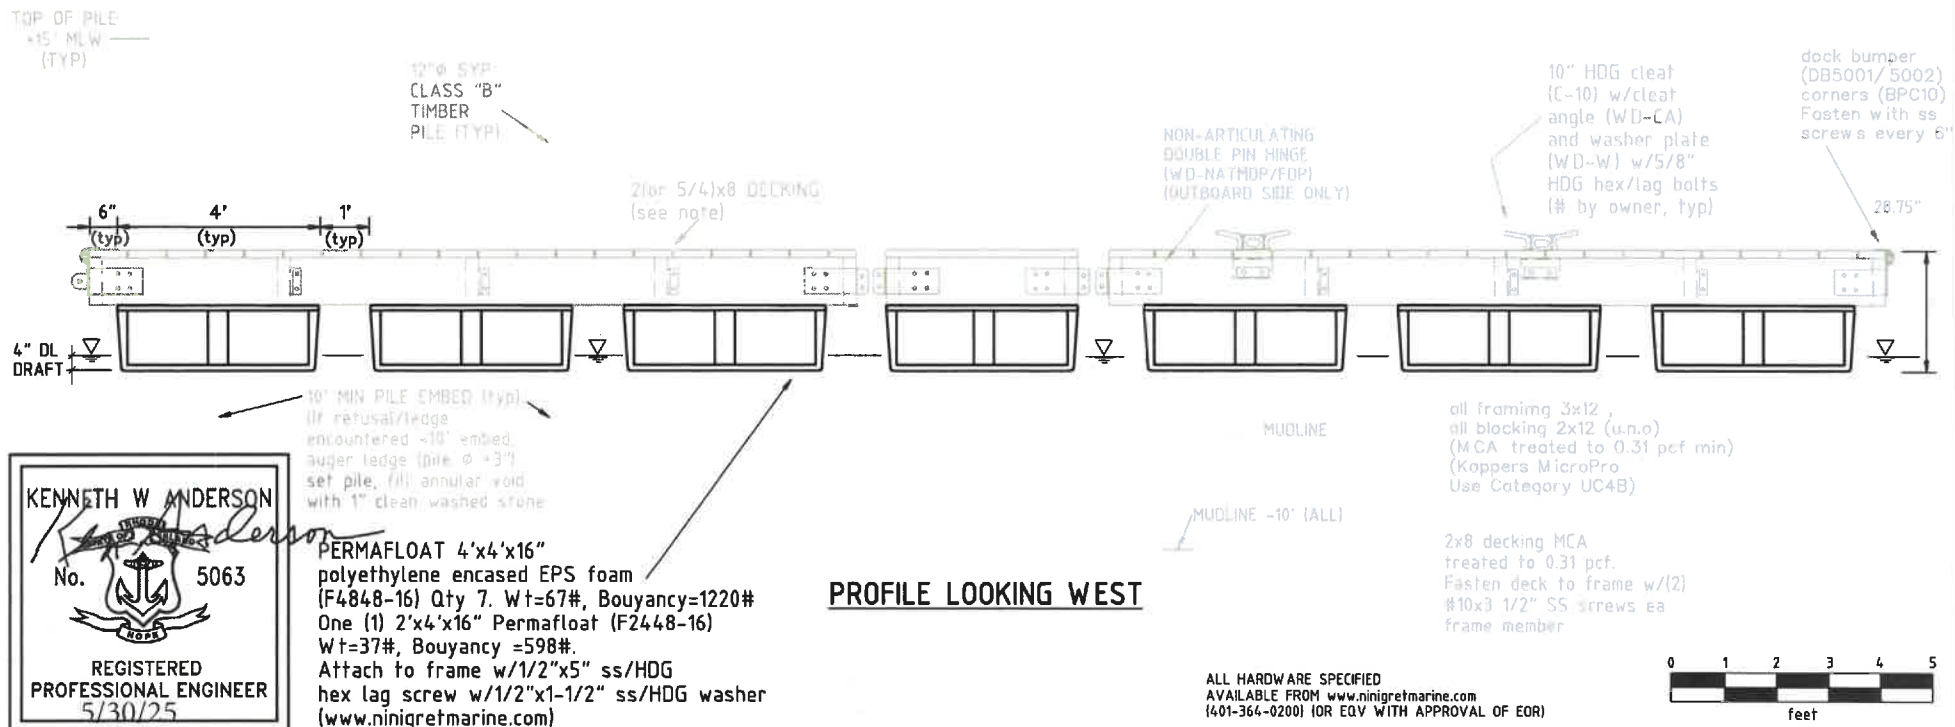 TOP OF PILE
+15' MLW
(TYP)
12"Φ SYP
CLASS "B"
TIMBER
PILE (TYP)
2(or 5/4)x8 DECKING
(see note)
NON-ARTICULATING
DOUBLE PIN HINGE
(WD-NATMDP/FDP)
(OUTBOARD SIDE ONLY)
10" HDG cleat
(C-10) w/cleat
angle (WD-CA)
and washer plate
(WD-W) w/5/8"
HDG hex/lag bolts
(# by owner, typ)
dock bumper
(DB5001/5002)
corners (BPC10)
Fasten with ss
screws every 6"
28.75"
6" 4' 1'
(typ) (typ) (typ)
4" DL
DRAFT
10' MIN PILE EMBED (typ)
(If refusal/ledge
encountered <10' embed,
auger ledge (pile Φ +3")
set pile, fill annular void
with 1" clean washed stone
MUDLINE
MUDLINE -10' (ALL)
all framimg 3x12 ,
all blocking 2x12 (u.n.o)
(MCA treated to 0.31 pcf min)
(Koppers MicroPro
Use Category UC4B)
2x8 decking MCA
treated to 0.31 pcf.
Fasten deck to frame w/(2)
#10x3 1/2" SS screws ea
frame member
KENNETH W ANDERSON
Ken Anderson
RHODE
ISLAND
No. 5063
HOPE
REGISTERED
PROFESSIONAL ENGINEER
5/30/25
PERMAFLOAT 4'x4'x16"
polyethylene encased EPS foam
(F4848-16) Qty 7. Wt=67#, Bouyancy=1220#
One (1) 2'x4'x16" Permafloat (F2448-16)
Wt=37#, Bouyancy =598#.
Attach to frame w/1/2"x5" ss/HDG
hex lag screw w/1/2"x1-1/2" ss/HDG washer
(www.ninigretmarine.com)
PROFILE LOOKING WEST
ALL HARDWARE SPECIFIED
AVAILABLE FROM www.ninigretmarine.com
(401-364-0200) (OR EQV WITH APPROVAL OF EOR)
0 1 2 3 4 5
feet